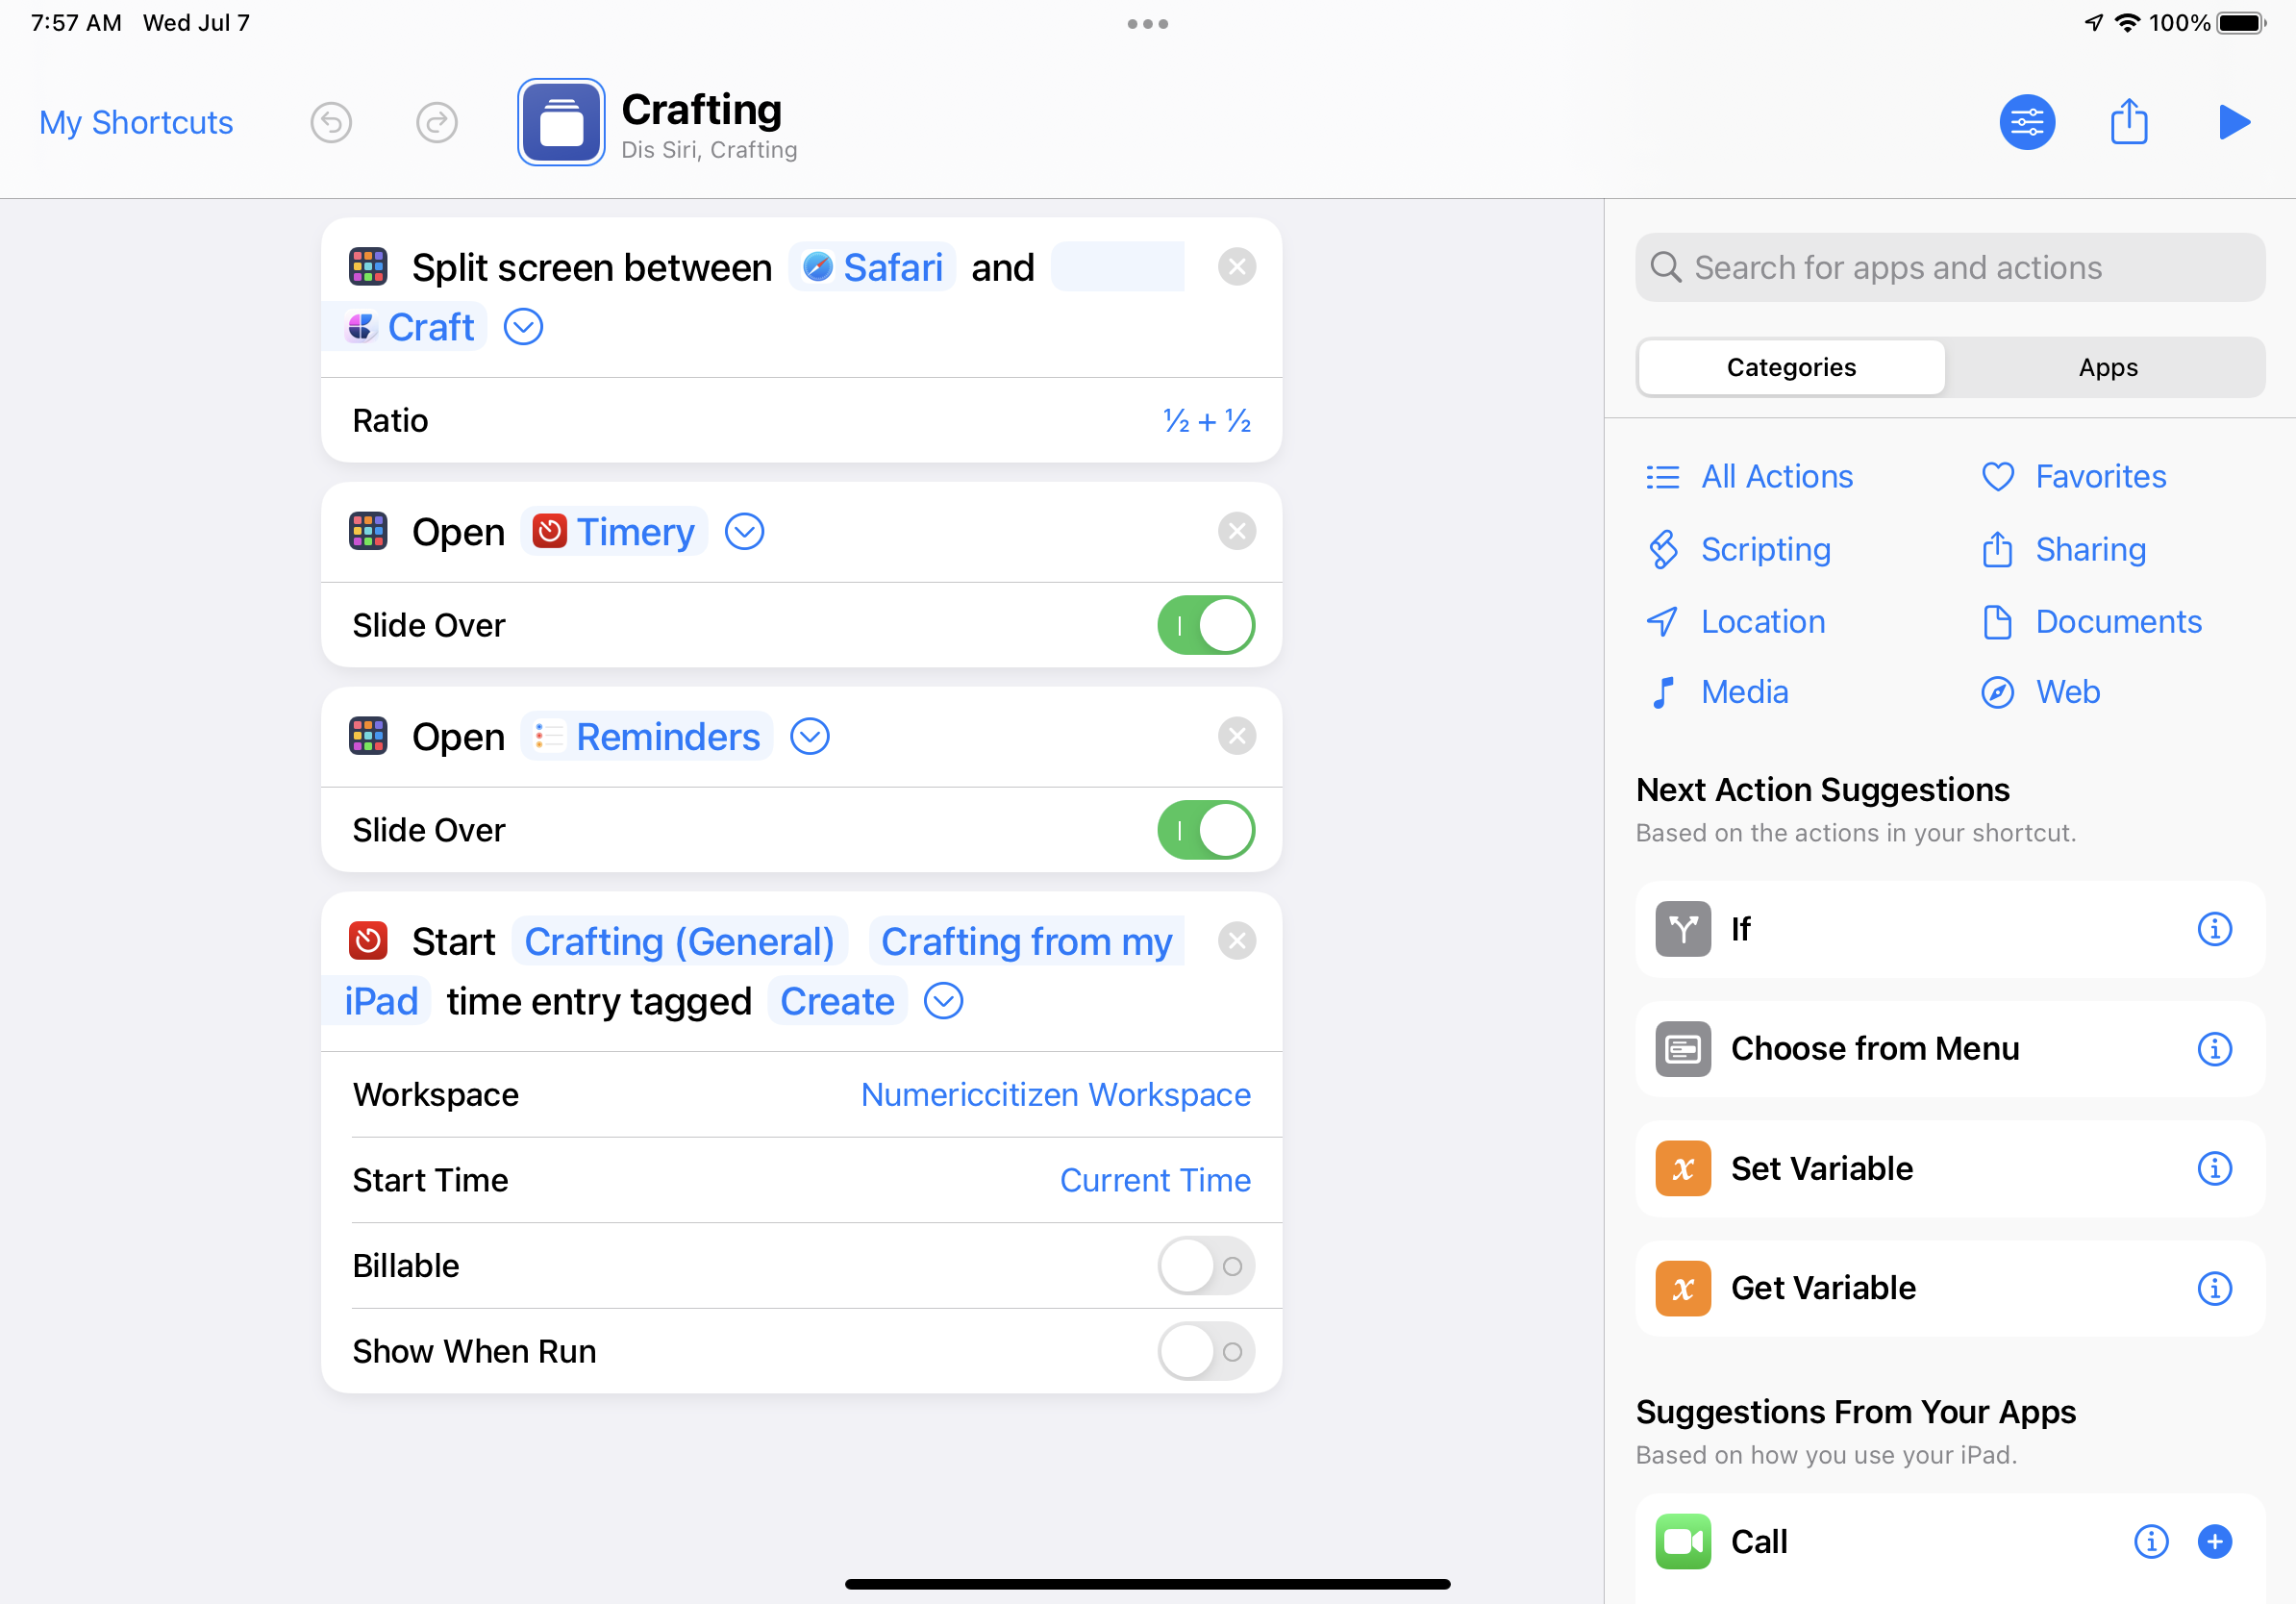 7:57 AM Wed Jul 7
100%
My Shortcuts
Crafting
Dis Siri, Crafting
Split screen between Safari and
Craft
Ratio ½ + ½
Open Timery
Slide Over
Open Reminders
Slide Over
Start Crafting (General) Crafting from my
iPad time entry tagged Create
Workspace Numericcitizen Workspace
Start Time Current Time
Billable
Show When Run
Search for apps and actions
Categories Apps
All Actions Favorites
Scripting Sharing
Location Documents
Media Web
Next Action Suggestions
Based on the actions in your shortcut.
If
Choose from Menu
x Set Variable
x Get Variable
Suggestions From Your Apps
Based on how you use your iPad.
Call